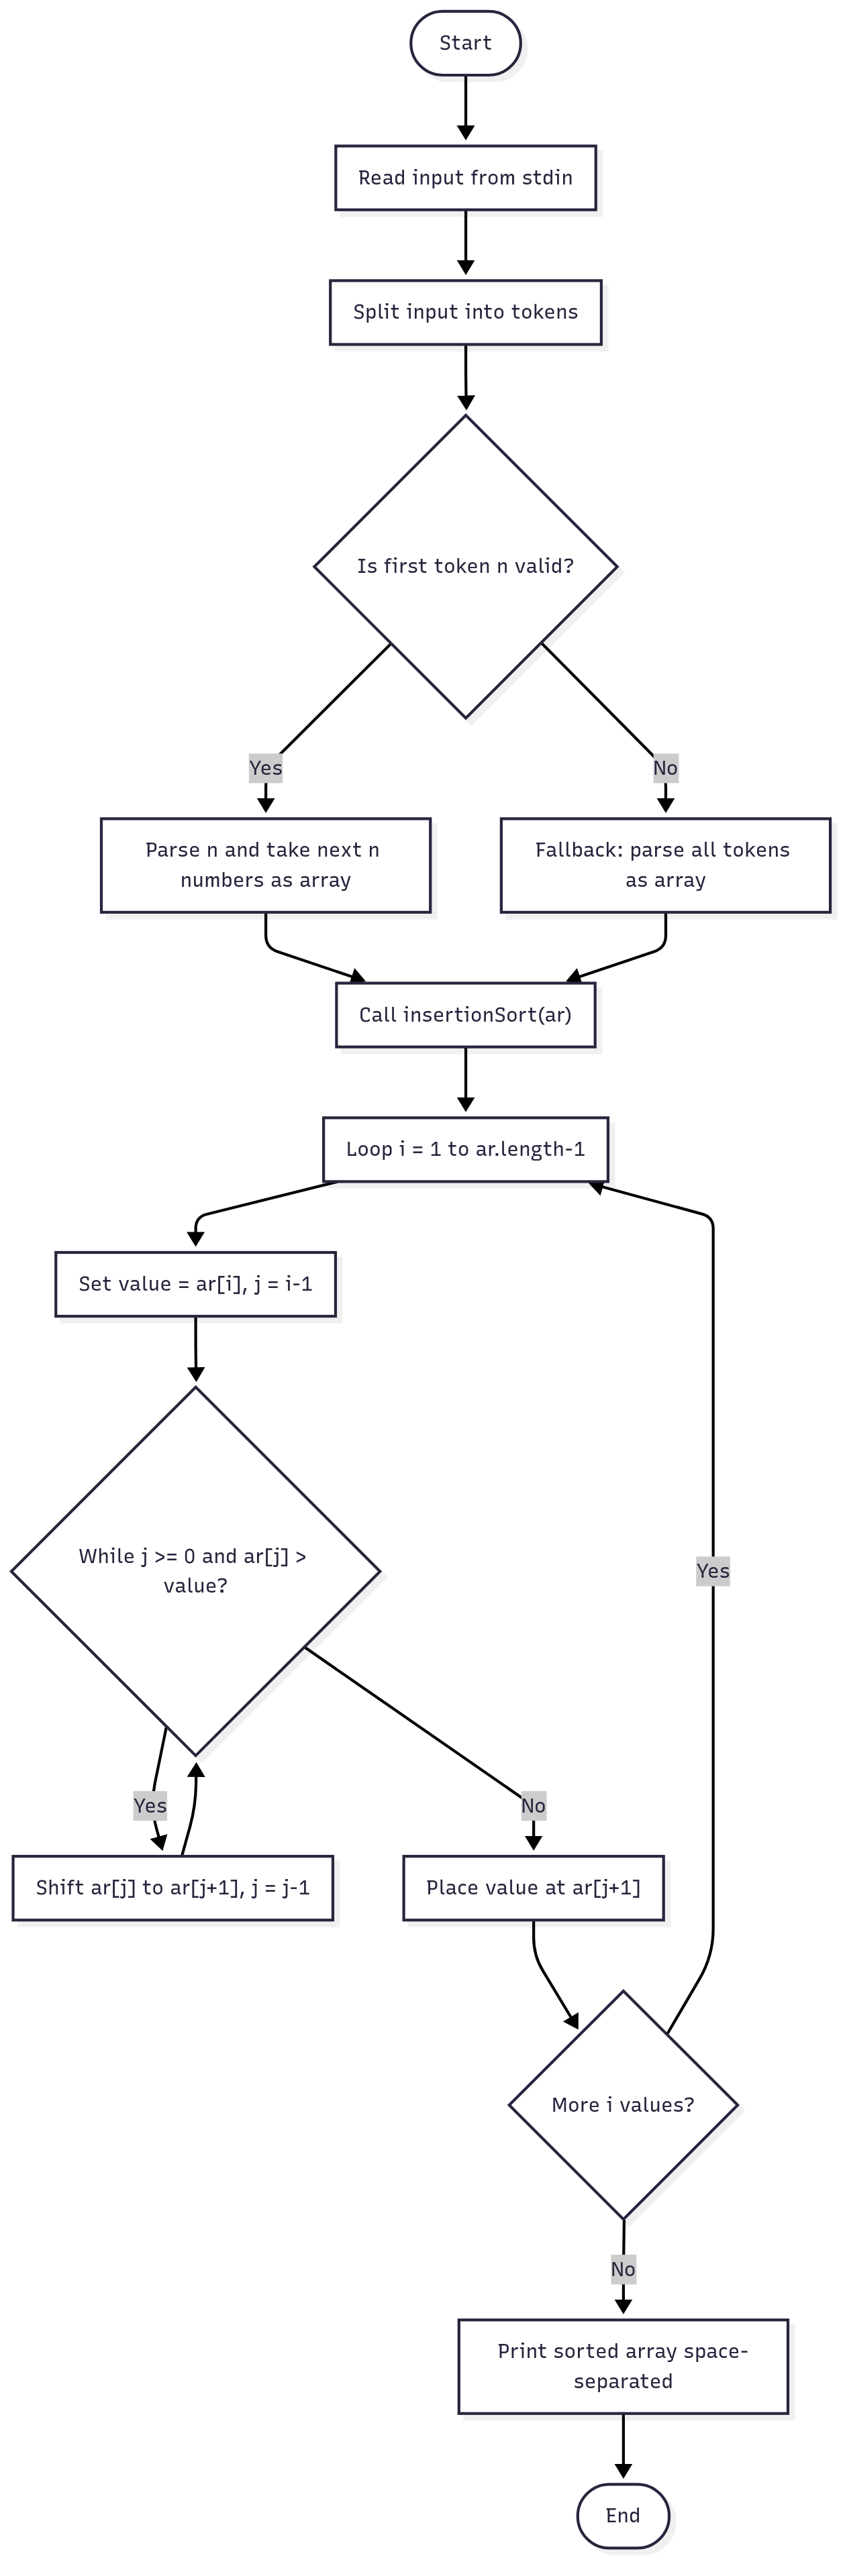 Start
Read input from stdin
Split input into tokens
Is first token n valid?
Yes
No
Parse n and take next n
numbers as array
Fallback: parse all tokens
as array
Call insertionSort(ar)
Loop i = 1 to ar.length-1
Set value = ar[i], j = i-1
While j >= 0 and ar[j] >
value?
Yes
Yes
No
Shift ar[j] to ar[j+1], j = j-1
Place value at ar[j+1]
More i values?
No
Print sorted array space-
separated
End